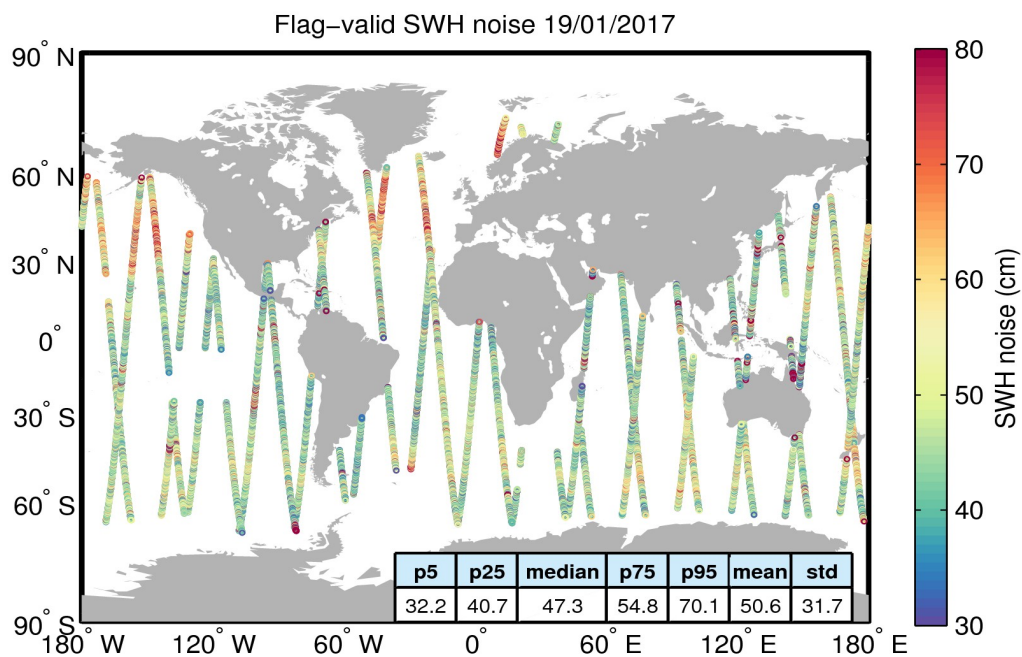 Flag−valid SWH noise 19/01/2017
90° N
60° N
30° N
0°
30° S
60° S
90° S
180° W
120° W
60° W
0°
60° E
120° E
180° E
p5 p25 median p75 p95 mean std
32.2 40.7 47.3 54.8 70.1 50.6 31.7
80
70
60
50
40
30
SWH noise (cm)